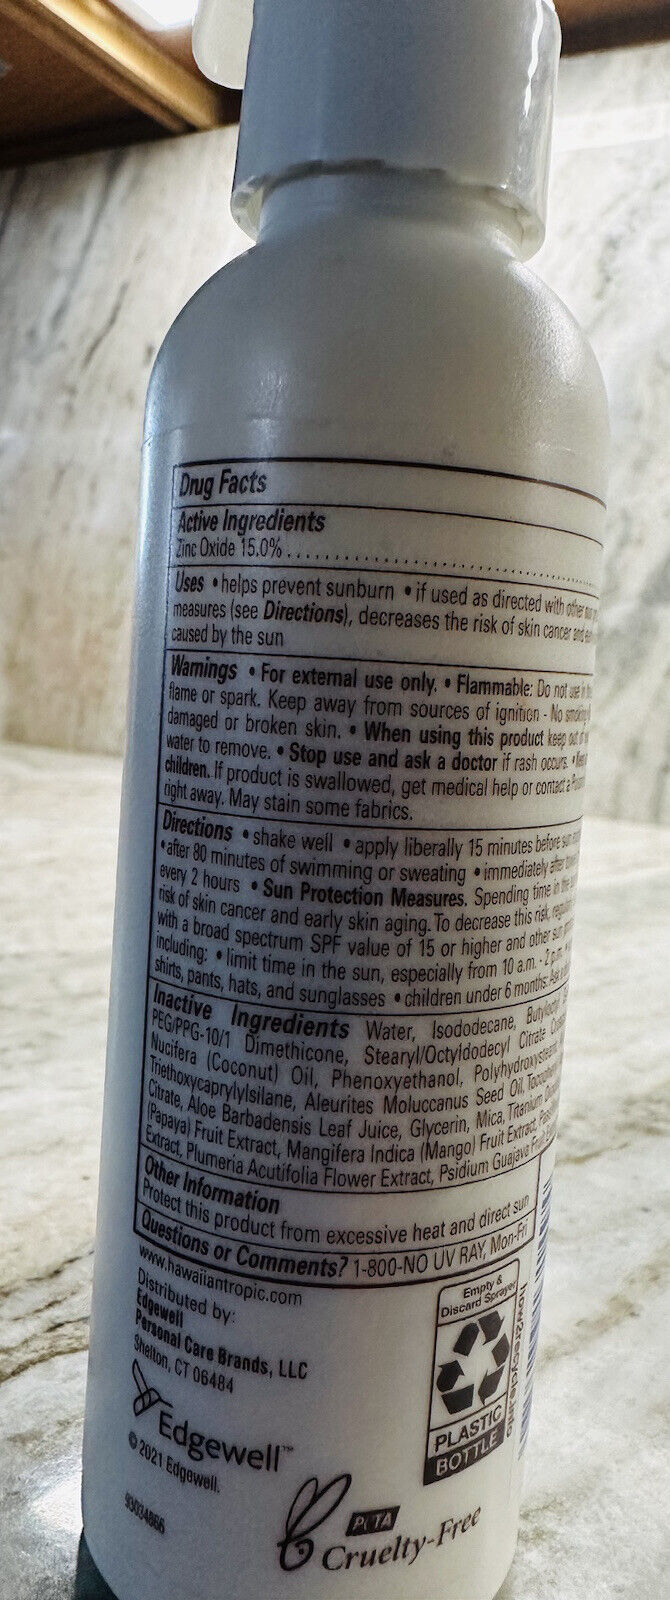 Drug Facts
Active Ingredients
Zinc Oxide 15.0%
Uses • helps prevent sunburn • if used as directed with other sun
measures (see Directions), decreases the risk of skin cancer and
caused by the sun
Warnings • For external use only. • Flammable: Do not use
flame or spark. Keep away from sources of ignition - No smoking
damaged or broken skin. • When using this product keep out of
water to remove. • Stop use and ask a doctor if rash occurs. •
children. If product is swallowed, get medical help or contact a
right away. May stain some fabrics.
Directions • shake well • apply liberally 15 minutes before sun
• after 80 minutes of swimming or sweating • immediately after
every 2 hours • Sun Protection Measures. Spending time in the
risk of skin cancer and early skin aging. To decrease this risk,
with a broad spectrum SPF value of 15 or higher and other sun
including: • limit time in the sun, especially from 10 a.m. - 2 p.m. •
shirts, pants, hats, and sunglasses • children under 6 months:
Inactive Ingredients Water, Isododecane,
PEG/PPG-10/1 Dimethicone, Stearyl/Octyldodecyl Citrate
Nucifera (Coconut) Oil, Phenoxyethanol,
Triethoxycaprylylsilane, Aleurites Moluccanus Seed Oil,
Citrate, Aloe Barbadensis Leaf Juice, Glycerin, Mica, Titanium
(Papaya) Fruit Extract, Mangifera Indica (Mango) Fruit Extract,
Extract, Plumeria Acutifolia Flower Extract, Psidium Guajava Fruit
Other Information
Protect this product from excessive heat and direct sun
Questions or Comments? 1-800-NO UV RAY, Mon-Fri
www.hawaiiantropic.com
Distributed by:
Edgewell
Personal Care Brands, LLC
Shelton, CT 06484
Edgewell™
© 2021 Edgewell.
93034866
Empty &
Discard Sprayer
PLASTIC
BOTTLE
how2recycle.info
PETA
Cruelty-Free